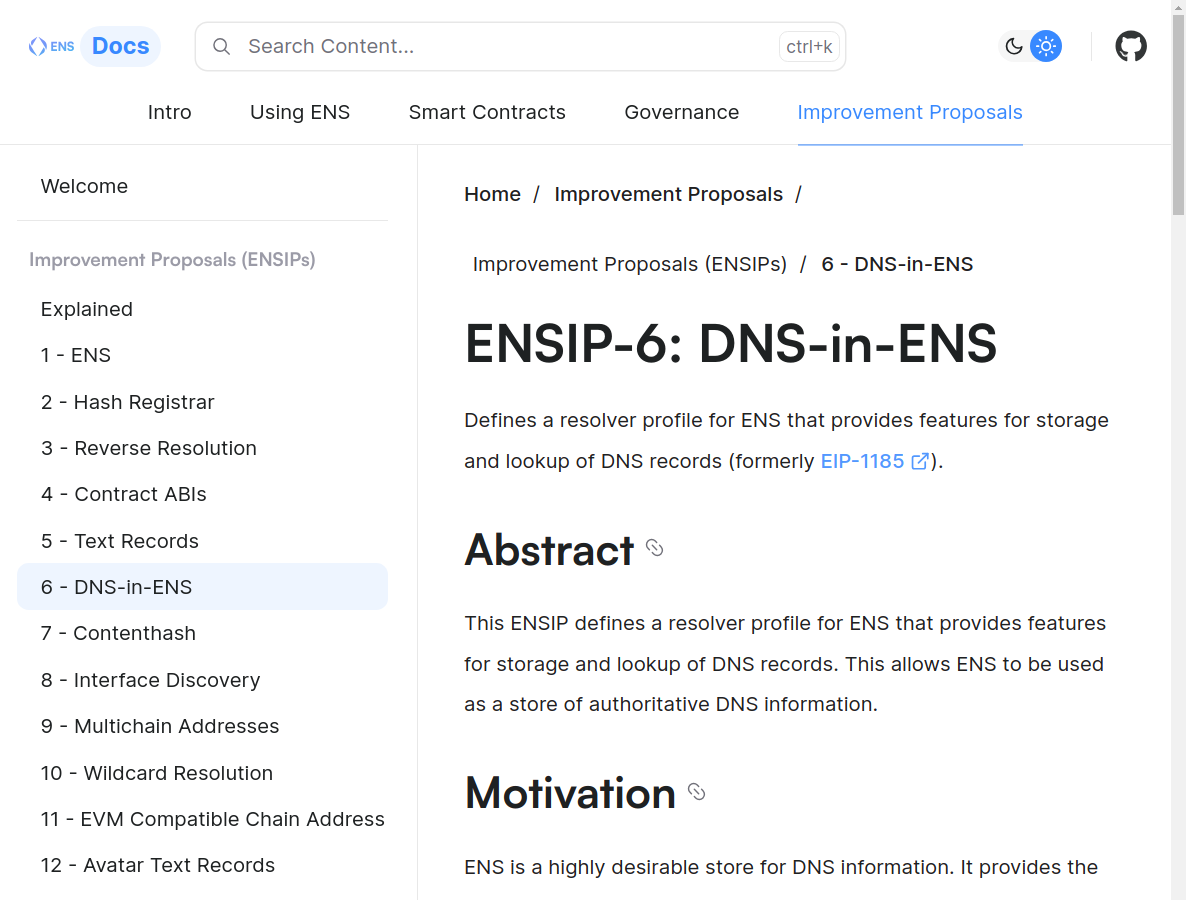 ENS Docs
Search Content...
ctrl+k
Intro
Using ENS
Smart Contracts
Governance
Improvement Proposals
Welcome
Improvement Proposals (ENSIPs)
Explained
1 - ENS
2 - Hash Registrar
3 - Reverse Resolution
4 - Contract ABIs
5 - Text Records
6 - DNS-in-ENS
7 - Contenthash
8 - Interface Discovery
9 - Multichain Addresses
10 - Wildcard Resolution
11 - EVM Compatible Chain Address
12 - Avatar Text Records
Home / Improvement Proposals /
Improvement Proposals (ENSIPs) / 6 - DNS-in-ENS
ENSIP-6: DNS-in-ENS
Defines a resolver profile for ENS that provides features for storage
and lookup of DNS records (formerly EIP-1185).
Abstract
This ENSIP defines a resolver profile for ENS that provides features
for storage and lookup of DNS records. This allows ENS to be used
as a store of authoritative DNS information.
Motivation
ENS is a highly desirable store for DNS information. It provides the